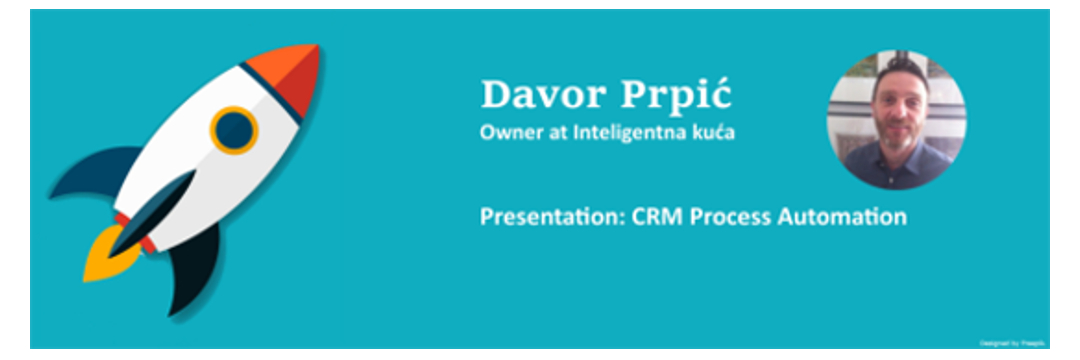 Davor Prpić
Owner at Inteligentna kuća
Presentation: CRM Process Automation
Designed by Freepik